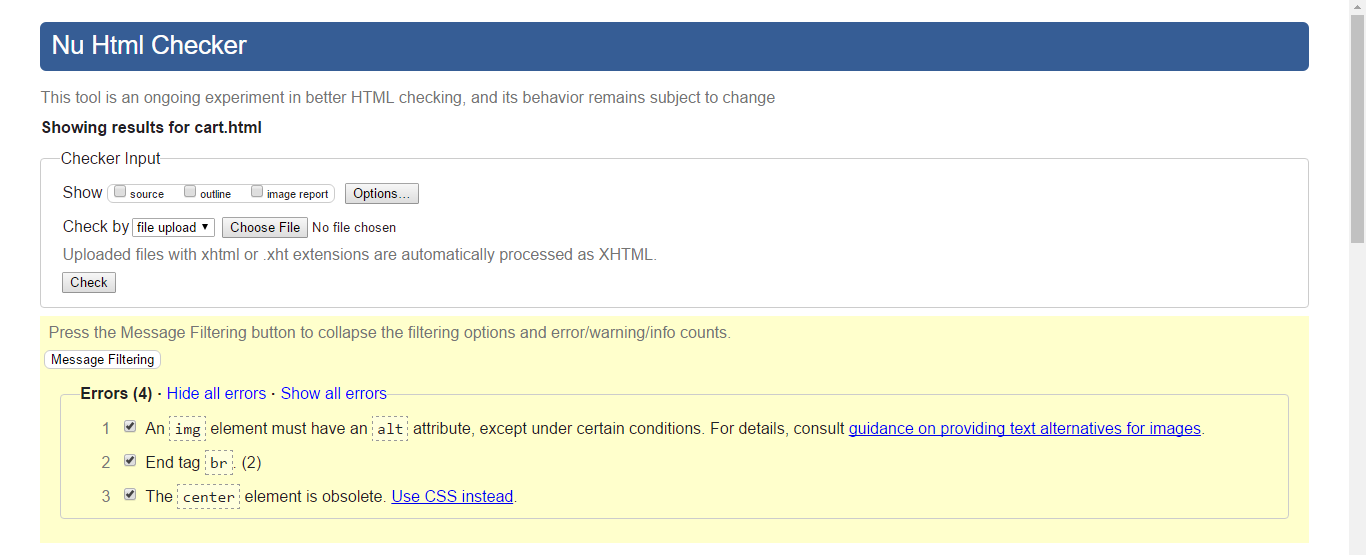 Nu Html Checker
This tool is an ongoing experiment in better HTML checking, and its behavior remains subject to change
Showing results for cart.html
Checker Input
Show source outline image report Options...
Check by file upload Choose File No file chosen
Uploaded files with xhtml or .xht extensions are automatically processed as XHTML.
Check
Press the Message Filtering button to collapse the filtering options and error/warning/info counts.
Message Filtering
Errors (4) · Hide all errors · Show all errors
1 An img element must have an alt attribute, except under certain conditions. For details, consult guidance on providing text alternatives for images.
2 End tag br. (2)
3 The center element is obsolete. Use CSS instead.